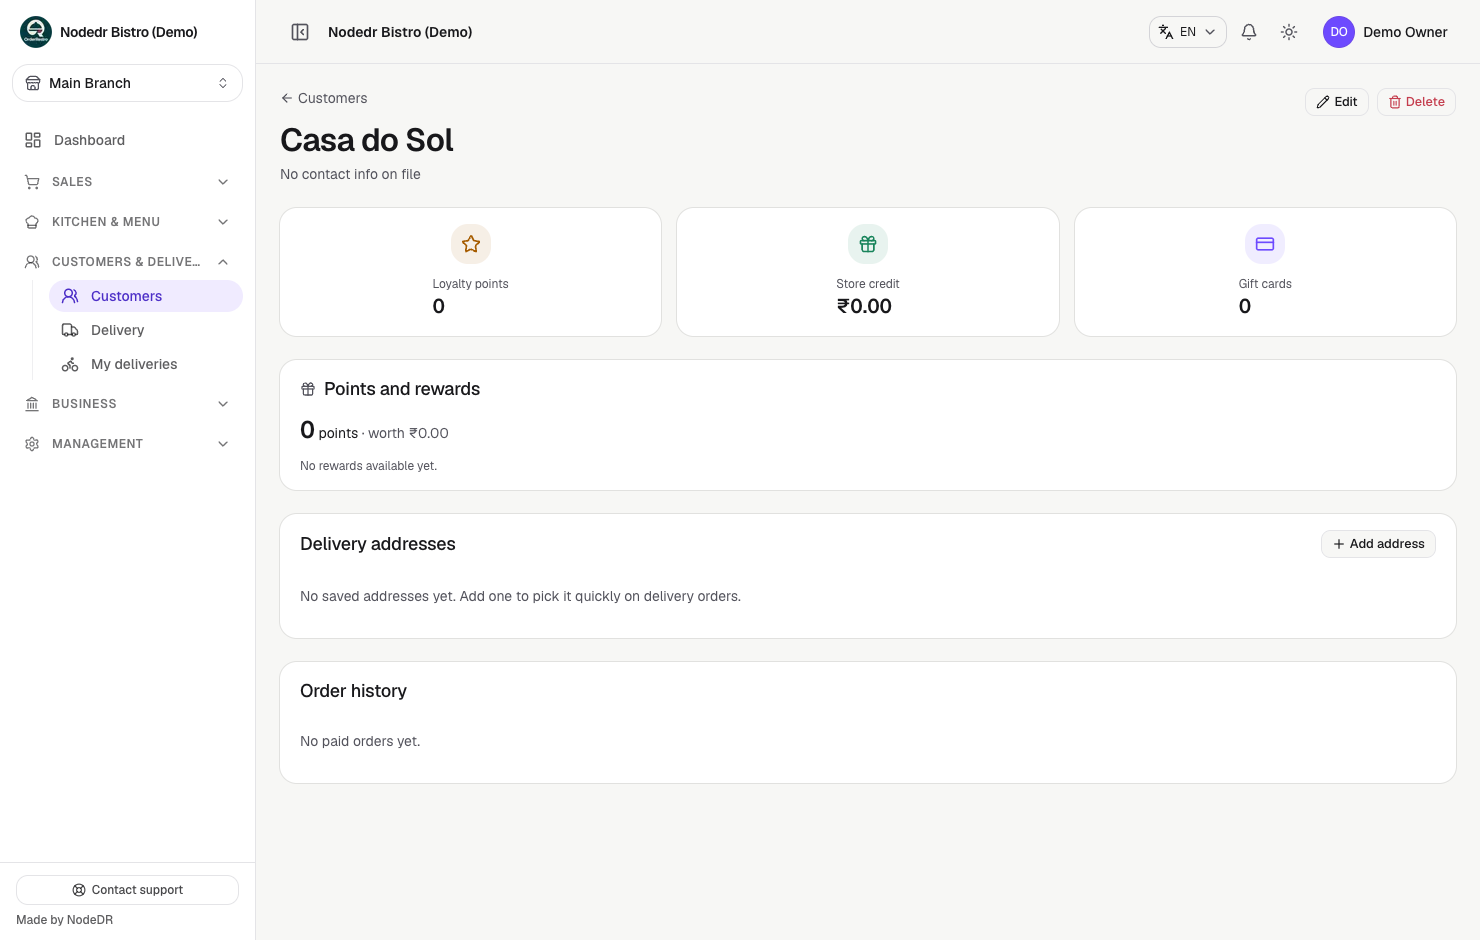 Nodedr Bistro (Demo)
Main Branch
Dashboard
SALES
KITCHEN & MENU
CUSTOMERS & DELIVE…
Customers
Delivery
My deliveries
BUSINESS
MANAGEMENT
Contact support
Made by NodeDR
Nodedr Bistro (Demo)
EN
DO
Demo Owner
Customers
Edit
Delete
Casa do Sol
No contact info on file
Loyalty points
0
Store credit
₹0.00
Gift cards
0
Points and rewards
0 points · worth ₹0.00
No rewards available yet.
Delivery addresses
Add address
No saved addresses yet. Add one to pick it quickly on delivery orders.
Order history
No paid orders yet.